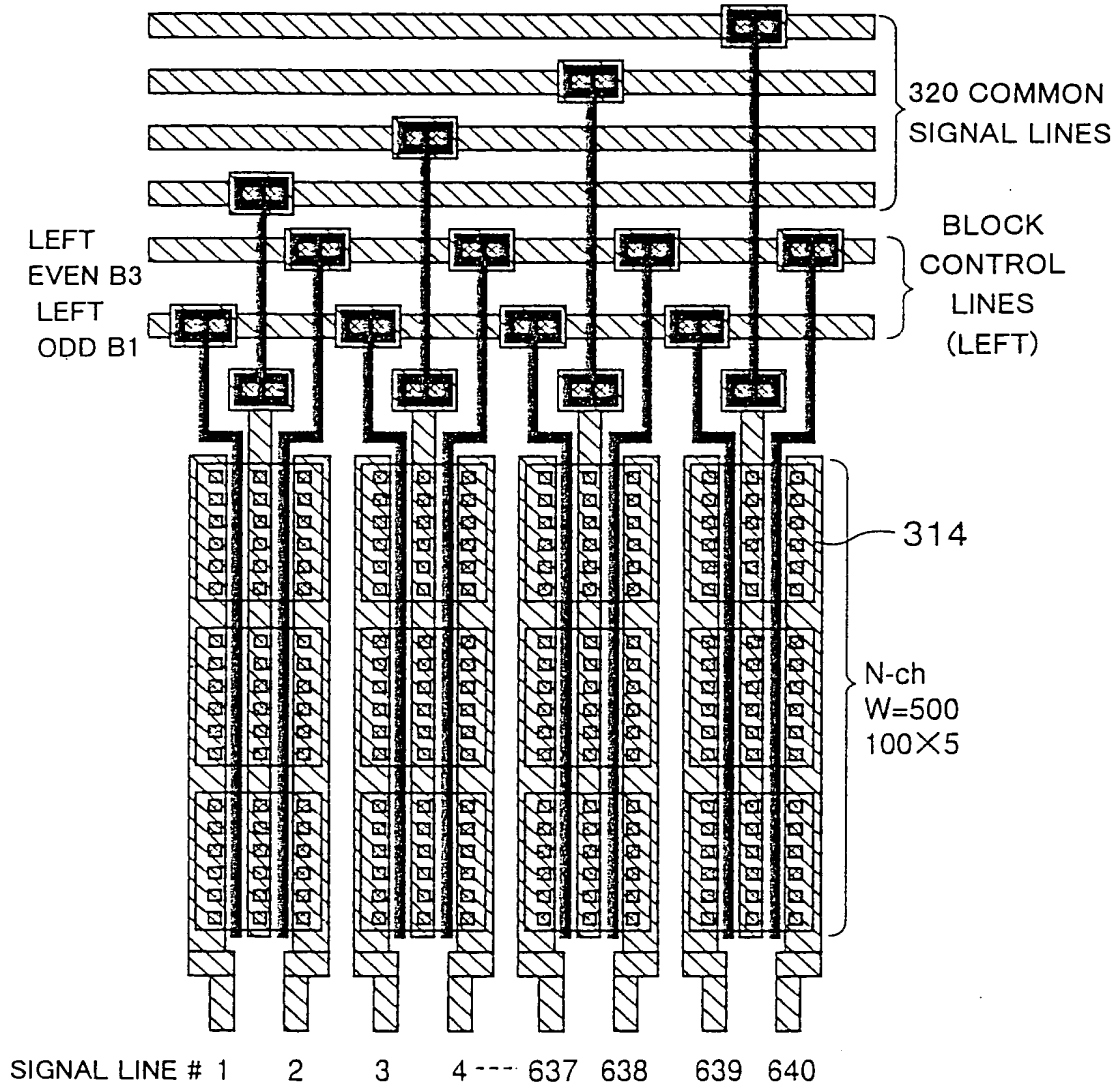 320 COMMON
SIGNAL LINES
LEFT
EVEN B3
LEFT
ODD B1
BLOCK
CONTROL
LINES
(LEFT)
314
N-ch
W=500
100×5
SIGNAL LINE # 1 2 3 4 ---- 637 638 639 640